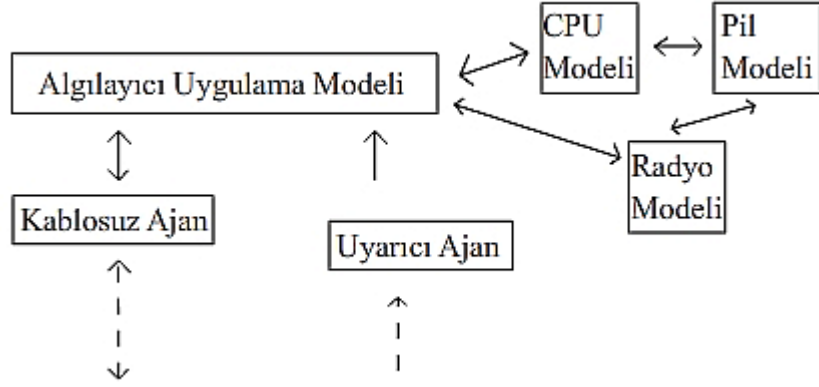 CPU
Modeli
Pil
Modeli
Algılayıcı Uygulama Modeli
Radyo
Modeli
Kablosuz Ajan
Uyarıcı Ajan